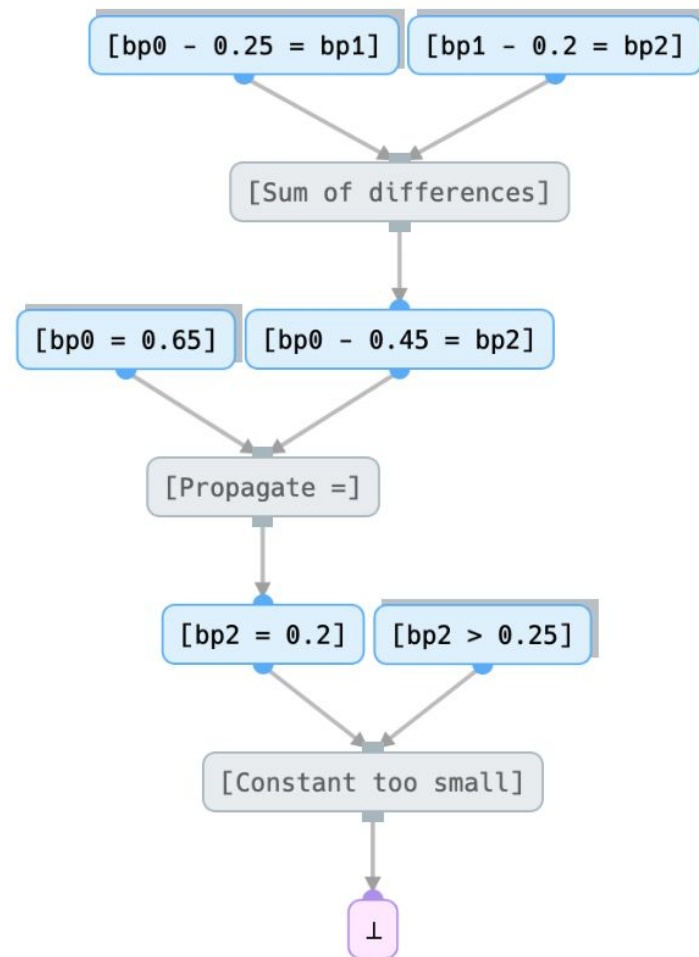 [bp0 - 0.25 = bp1]
[bp1 - 0.2 = bp2]
[Sum of differences]
[bp0 = 0.65]
[bp0 - 0.45 = bp2]
[Propagate =]
[bp2 = 0.2]
[bp2 > 0.25]
[Constant too small]
⊥